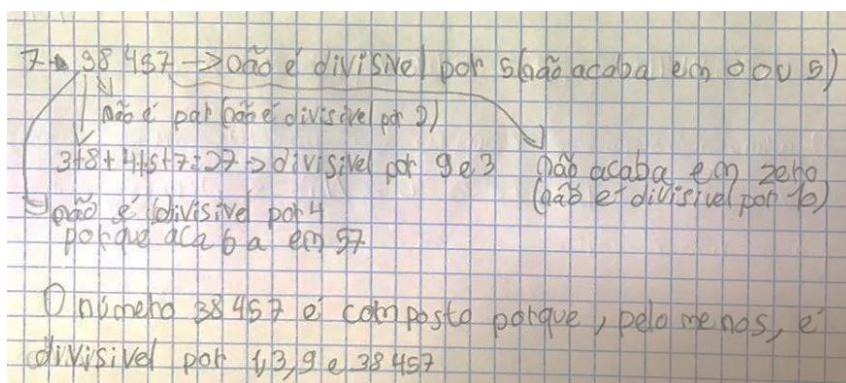 7- 38 457 -> não é divisível por 5 (não acaba em 0 ou 5)
não é par (não é divisível por 2)
3+8+4+5+7=27 -> divisível por 9 e 3
não acaba em zero
(não é divisível por 10)
não é divisível por 4
porque acaba em 57
O número 38 457 é composto porque, pelo menos, é
divisível por 1,3,9 e 38 457